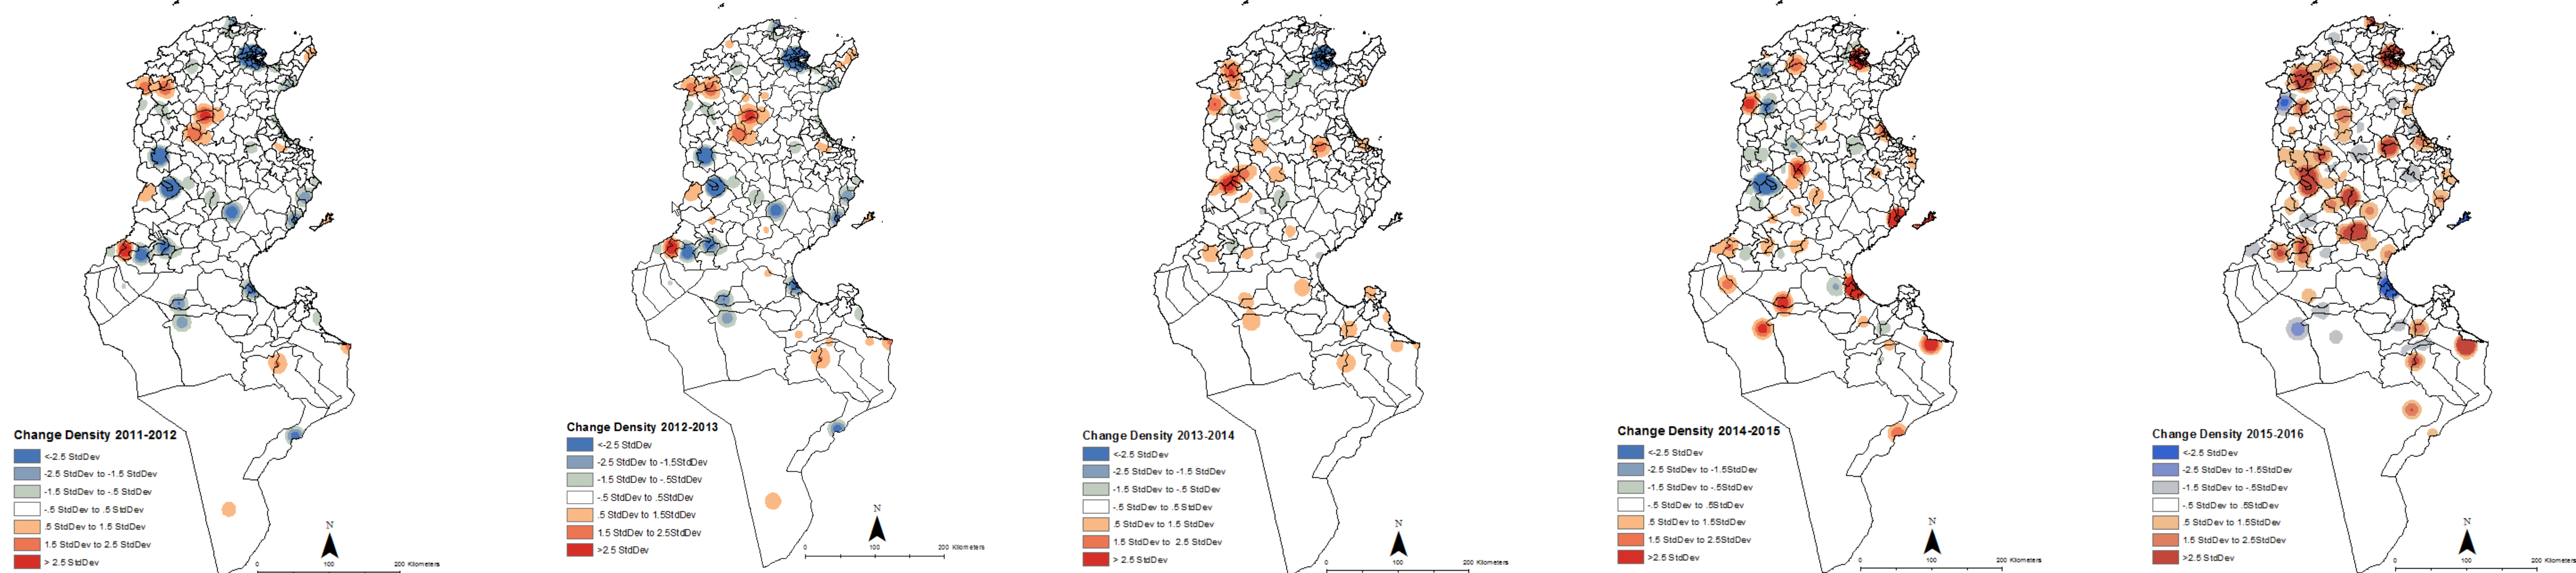 Change Density 2011-2012
<-2.5 StdDev
-2.5 StdDev to -1.5 StdDev
-1.5 StdDev to -.5 StdDev
-.5 StdDev to .5 StdDev
.5 StdDev to 1.5 StdDev
1.5 StdDev to 2.5 StdDev
> 2.5 StdDev
N
0 100 200 Kilometers
Change Density 2012-2013
<-2.5 StdDev
-2.5 StdDev to -1.5StdDev
-1.5 StdDev to -.5StdDev
-.5 StdDev to .5StdDev
.5 StdDev to 1.5StdDev
1.5 StdDev to 2.5StdDev
>2.5 StdDev
N
0 100 200 Kilometers
Change Density 2013-2014
<-2.5 StdDev
-2.5 StdDev to -1.5 StdDev
-1.5 StdDev to -.5 StdDev
-.5 StdDev to .5 StdDev
.5 StdDev to 1.5 StdDev
1.5 StdDev to 2.5 StdDev
> 2.5 StdDev
N
0 100 200 Kilometers
Change Density 2014-2015
<-2.5 StdDev
-2.5 StdDev to -1.5StdDev
-1.5 StdDev to -.5StdDev
-.5 StdDev to .5StdDev
.5 StdDev to 1.5StdDev
1.5 StdDev to 2.5StdDev
>2.5 StdDev
N
0 100 200 Kilometers
Change Density 2015-2016
<-2.5 StdDev
-2.5 StdDev to -1.5StdDev
-1.5 StdDev to -.5StdDev
-.5 StdDev to .5StdDev
.5 StdDev to 1.5StdDev
1.5 StdDev to 2.5StdDev
>2.5 StdDev
N
0 100 200 Kilometers